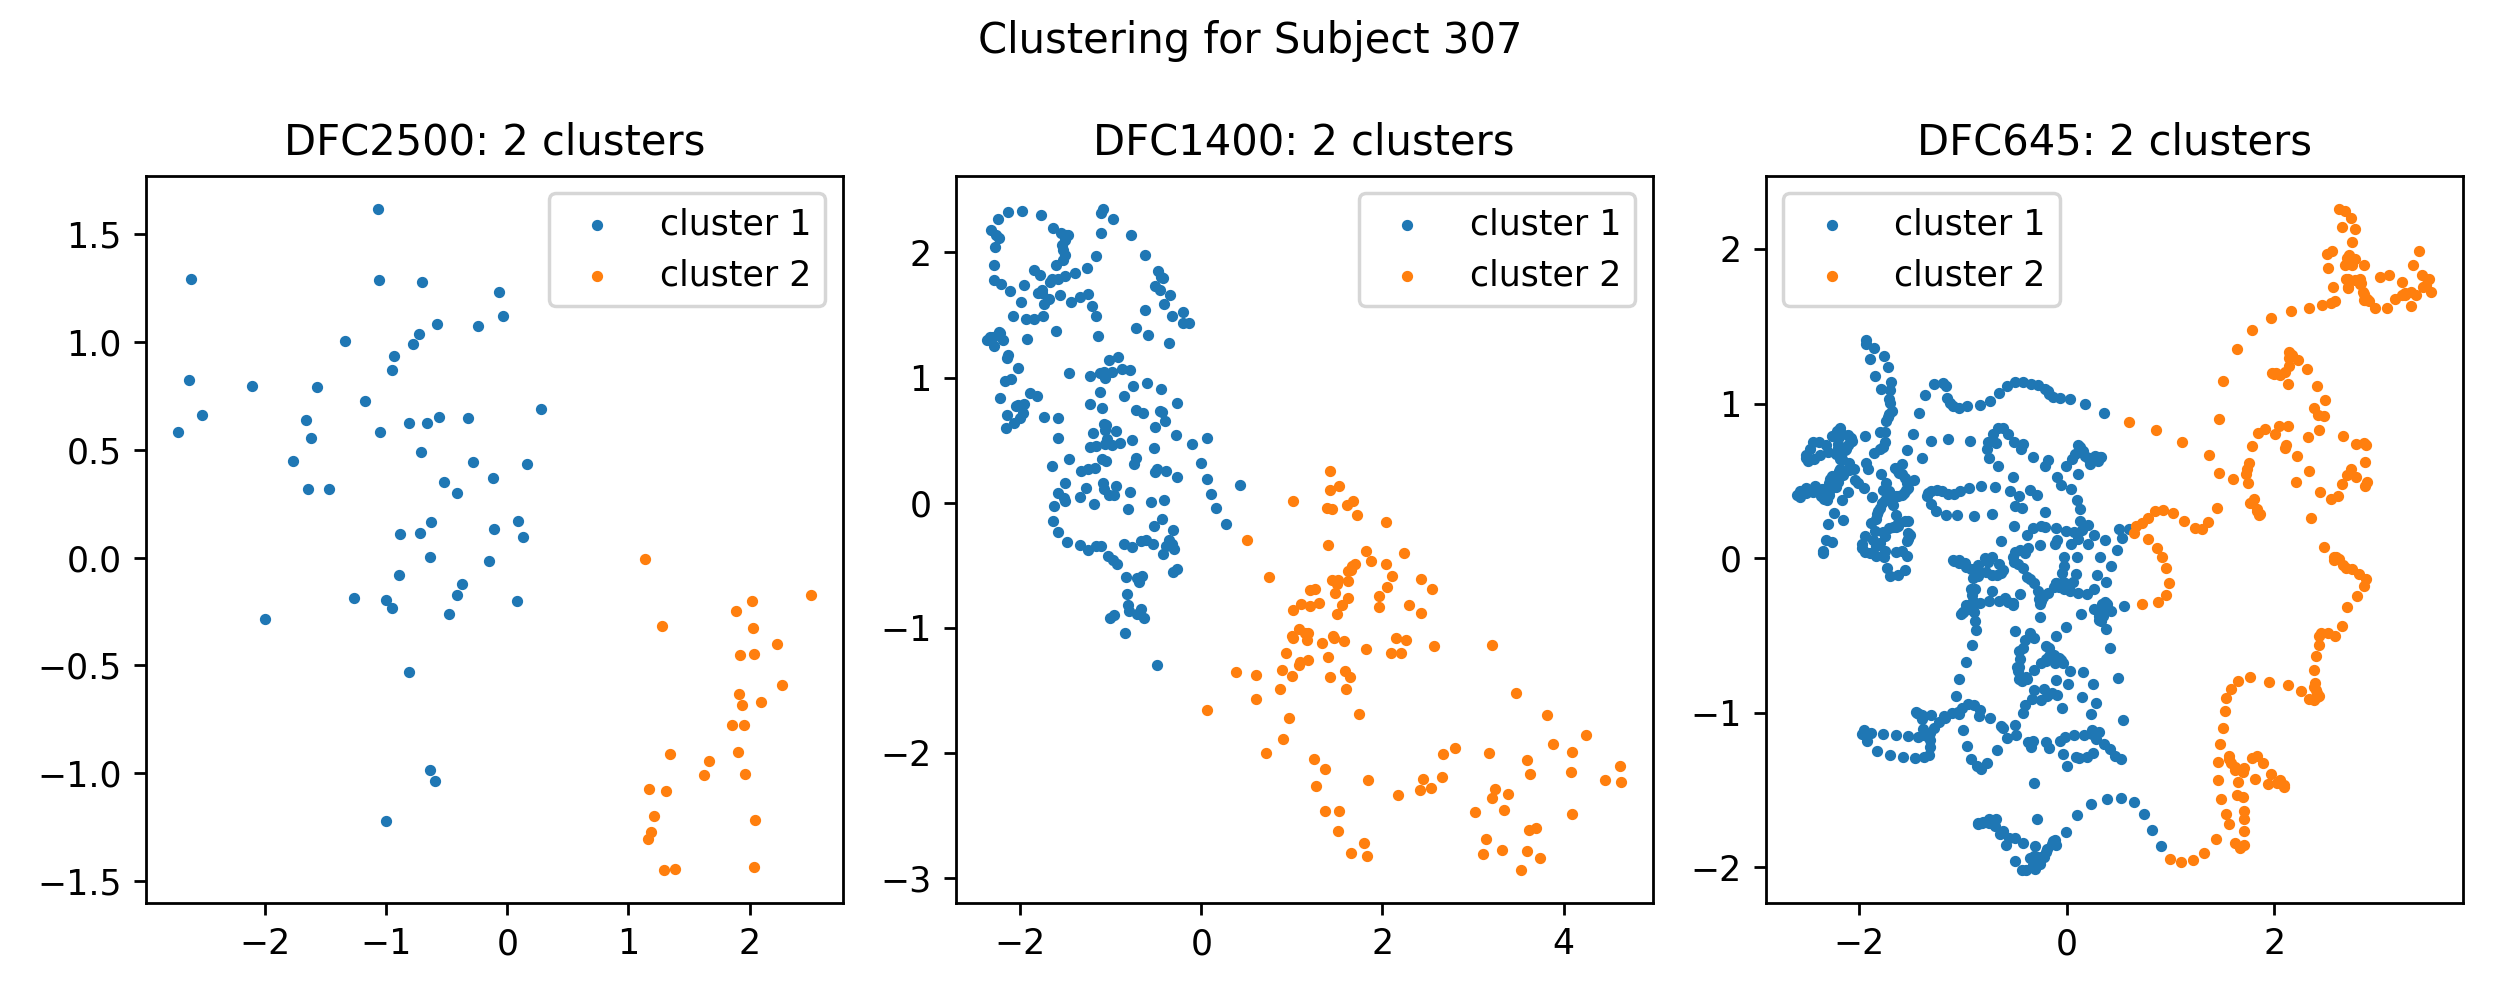 Clustering for Subject 307
DFC2500: 2 clusters
cluster 1
cluster 2
1.5
1.0
0.5
0.0
−0.5
−1.0
−1.5
−2 −1 0 1 2
DFC1400: 2 clusters
cluster 1
cluster 2
2
1
0
−1
−2
−3
−2 0 2 4
DFC645: 2 clusters
cluster 1
cluster 2
2
1
0
−1
−2
−2 0 2